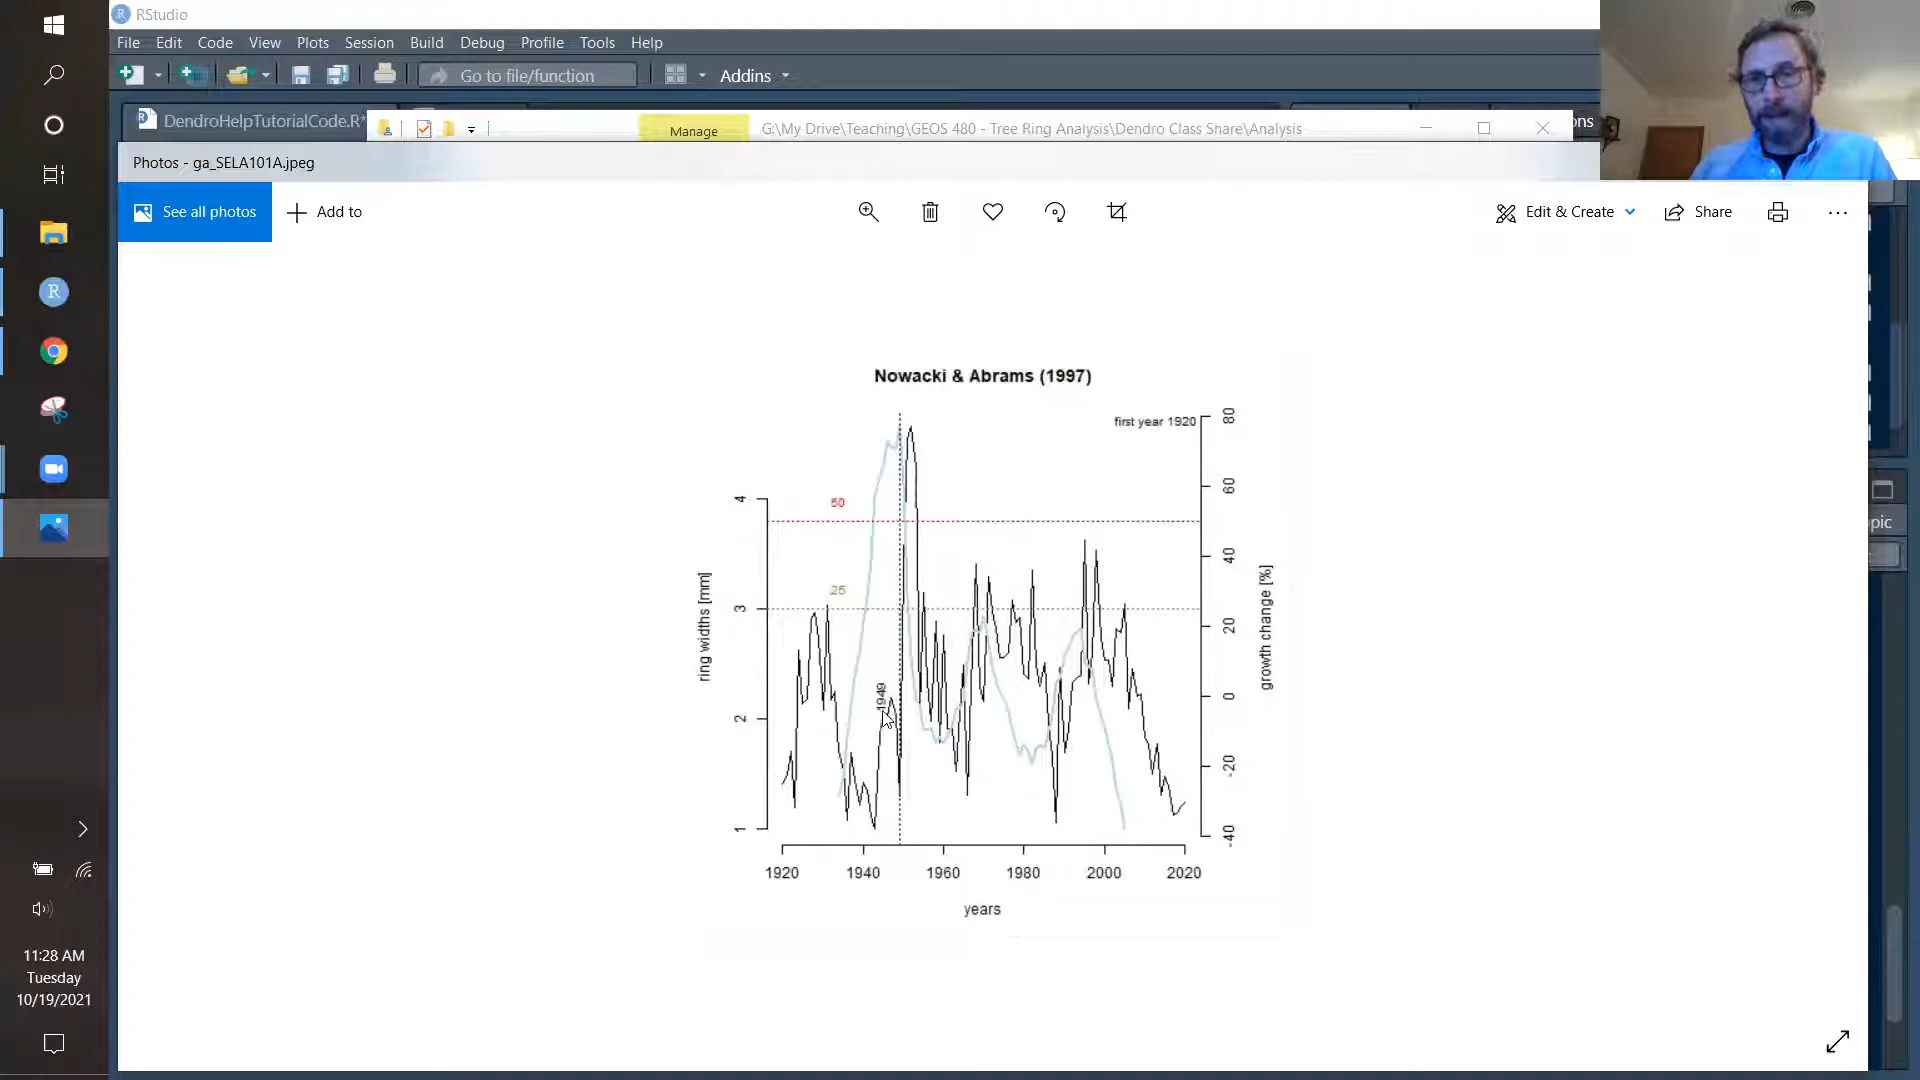 RStudio
File Edit Code View Plots Session Build Debug Profile Tools Help
Go to file/function Addins
DendroHelpTutorialCode.R*
Manage G:\My Drive\Teaching\GEOS 480 - Tree Ring Analysis\Dendro Class Share\Analysis
ons
Photos - ga_SELA101A.jpeg
See all photos Add to Edit & Create Share
Nowacki & Abrams (1997)
first year 1920
80
60
40
20
0
-20
-40
growth change [%]
4
3
2
1
ring widths [mm]
50
25
1949
1920 1940 1960 1980 2000 2020
years
opic
11:28 AM
Tuesday
10/19/2021